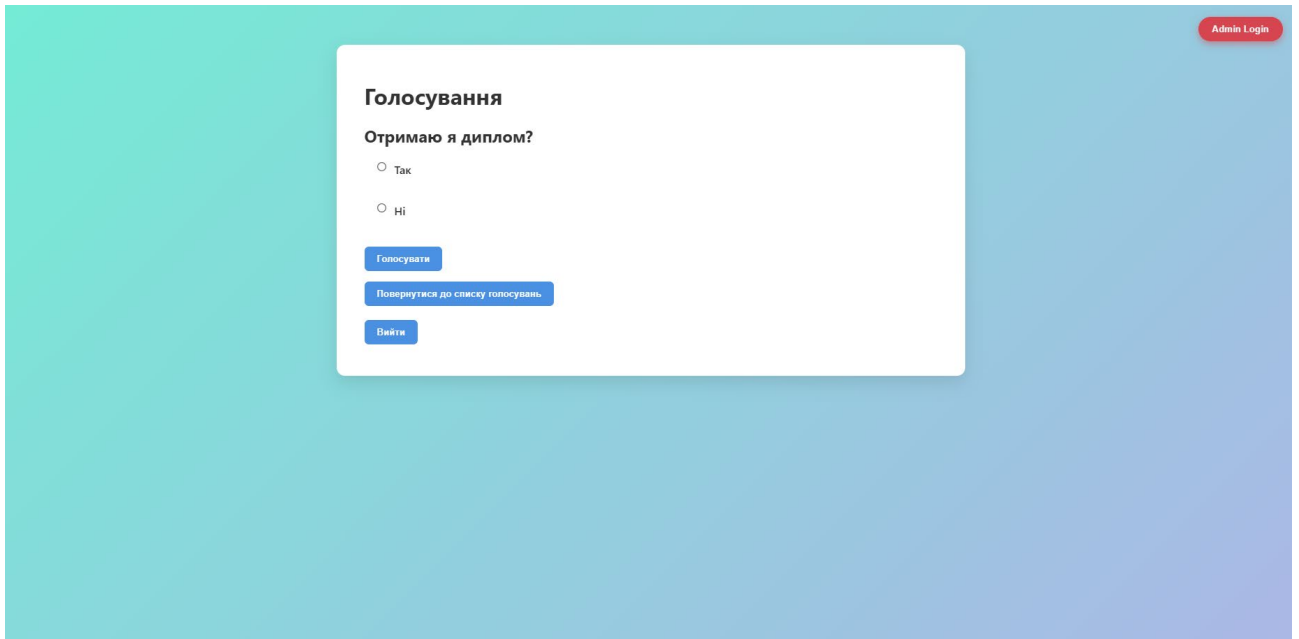 Admin Login
Голосування
Отримаю я диплом?
Так
Ні
Голосувати
Повернутися до списку голосувань
Вийти